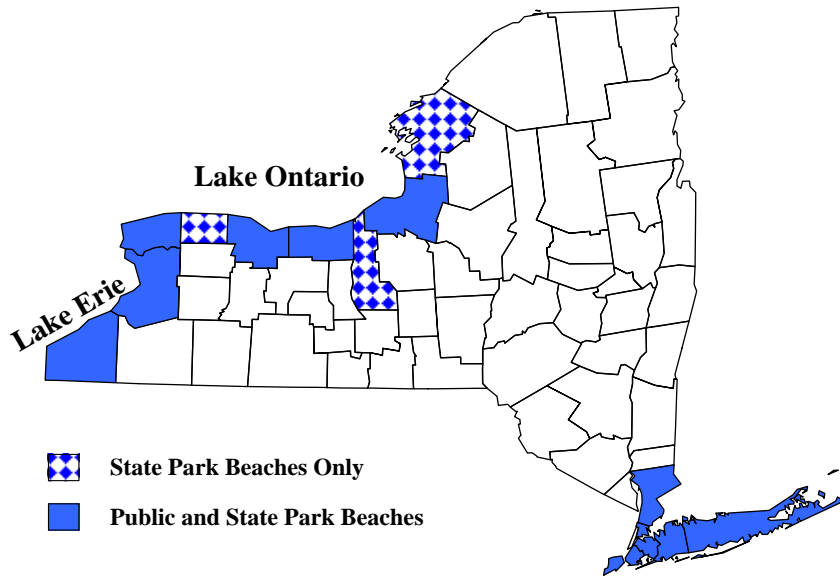 Lake Ontario
Lake Erie
State Park Beaches Only
Public and State Park Beaches